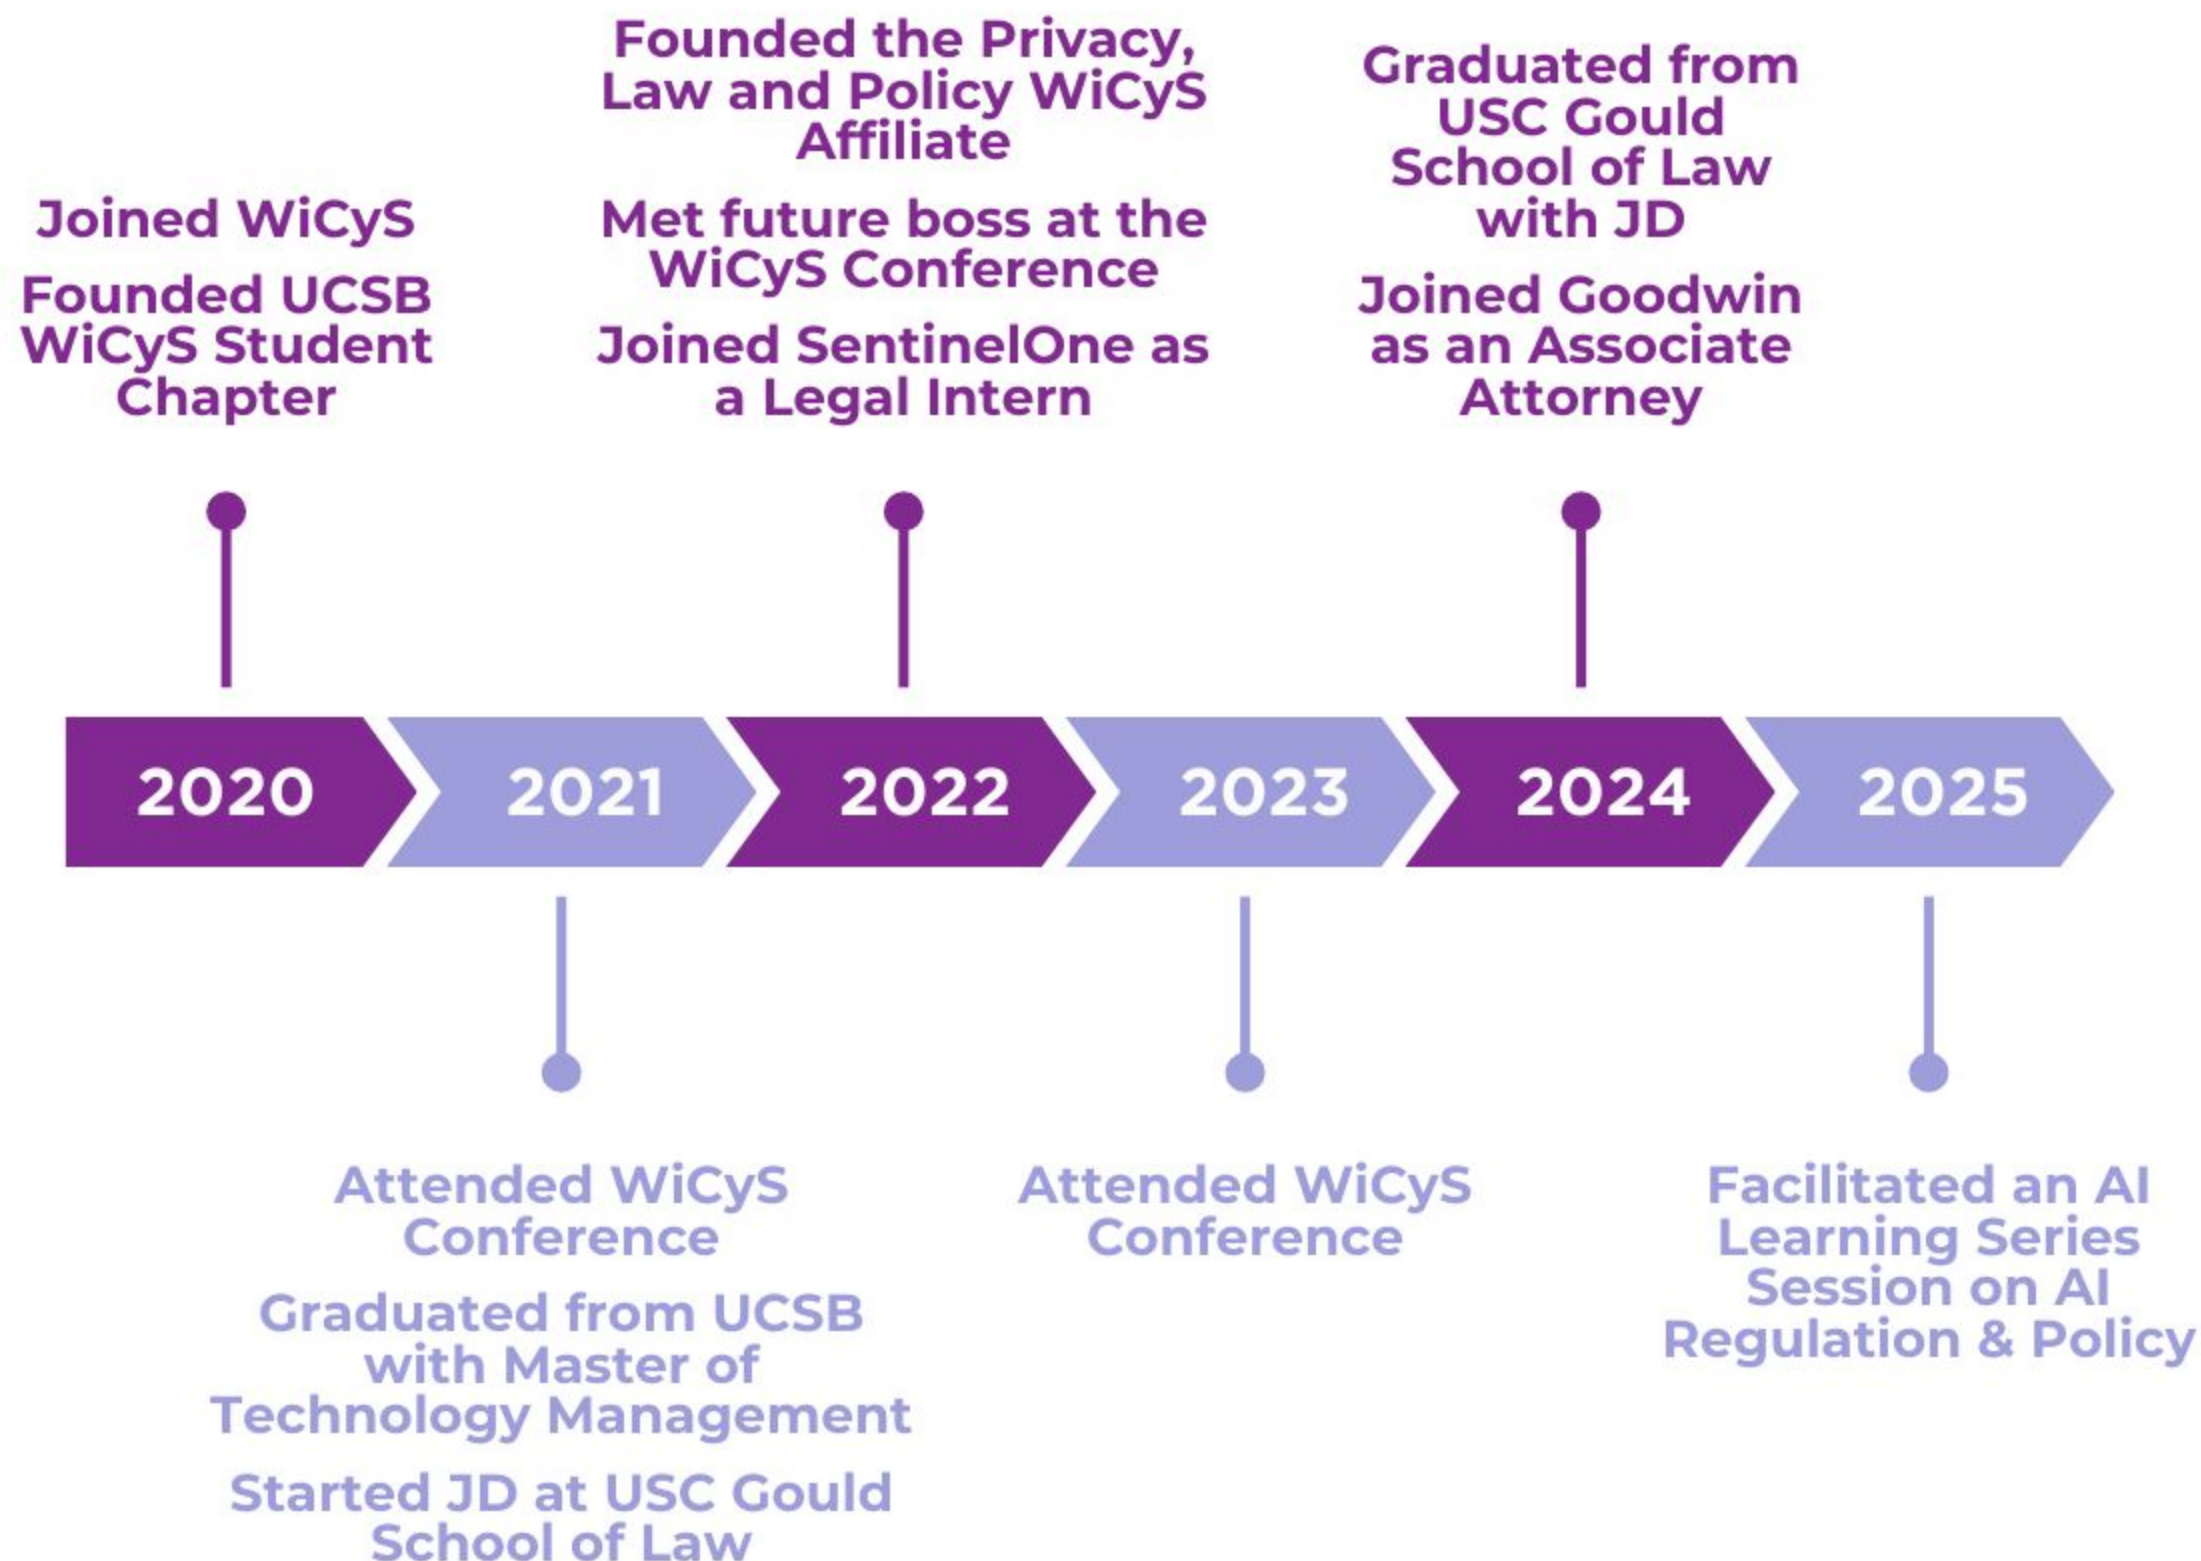 Joined WiCyS
Founded UCSB
WiCyS Student
Chapter
Founded the Privacy,
Law and Policy WiCyS
Affiliate
Met future boss at the
WiCyS Conference
Joined SentinelOne as
a Legal Intern
Graduated from
USC Gould
School of Law
with JD
Joined Goodwin
as an Associate
Attorney
2020
2021
2022
2023
2024
2025
Attended WiCyS
Conference
Graduated from UCSB
with Master of
Technology Management
Started JD at USC Gould
School of Law
Attended WiCyS
Conference
Facilitated an AI
Learning Series
Session on AI
Regulation & Policy